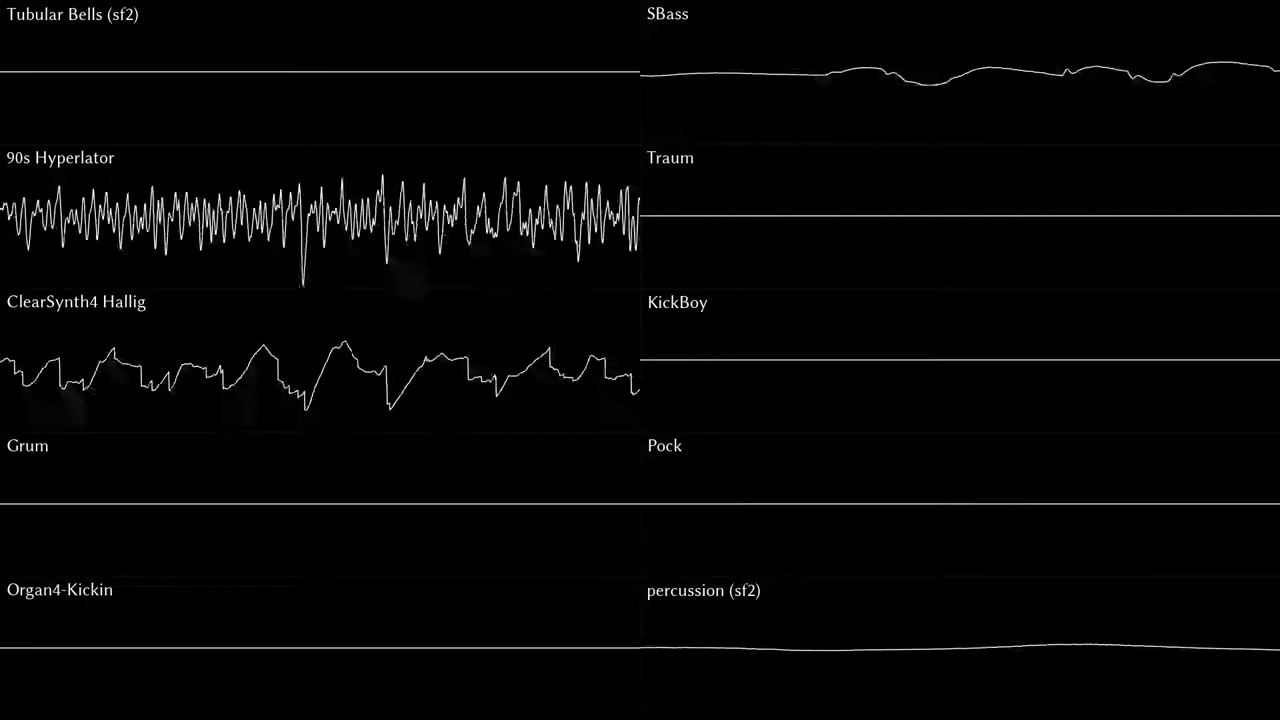 Tubular Bells (sf2)
90s Hyperlator
ClearSynth4 Hallig
Grum
Organ4-Kickin
SBass
Traum
KickBoy
Pock
percussion (sf2)